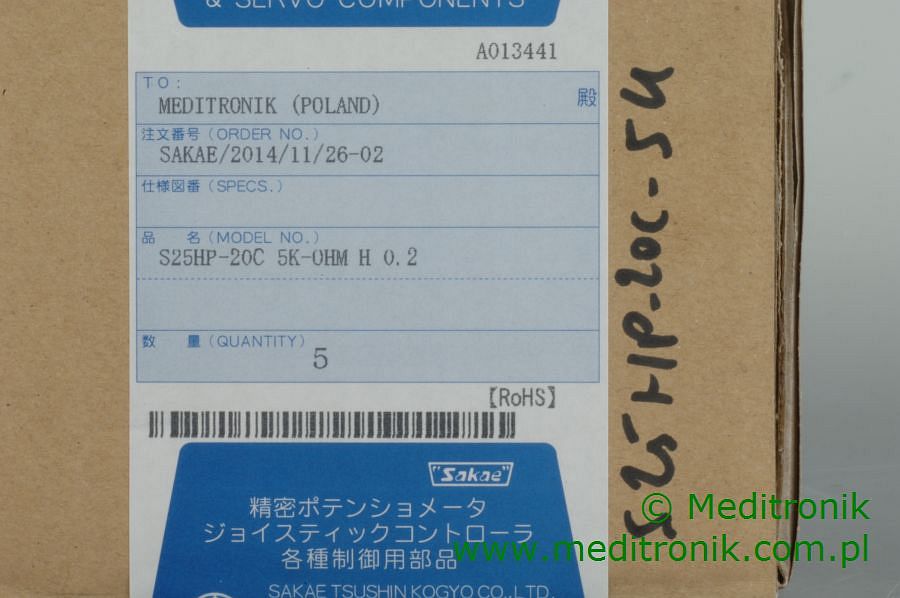 & SERVO COMPONENTS
A013441
TO:
MEDITRONIK (POLAND)
殿
注文番号 (ORDER NO.)
SAKAE/2014/11/26-02
仕様図番 (SPECS.)
品 名 (MODEL NO.)
S25HP-20C 5K-OHM H 0.2
数 量 (QUANTITY)
5
【RoHS】
"Sakae"
精密ポテンショメータ
ジョイスティックコントローラ
各種制御用部品
SAKAE TSUSHIN KOGYO CO.,LTD.
S25HP-20C-5K
© Meditronik
www.meditronik.com.pl